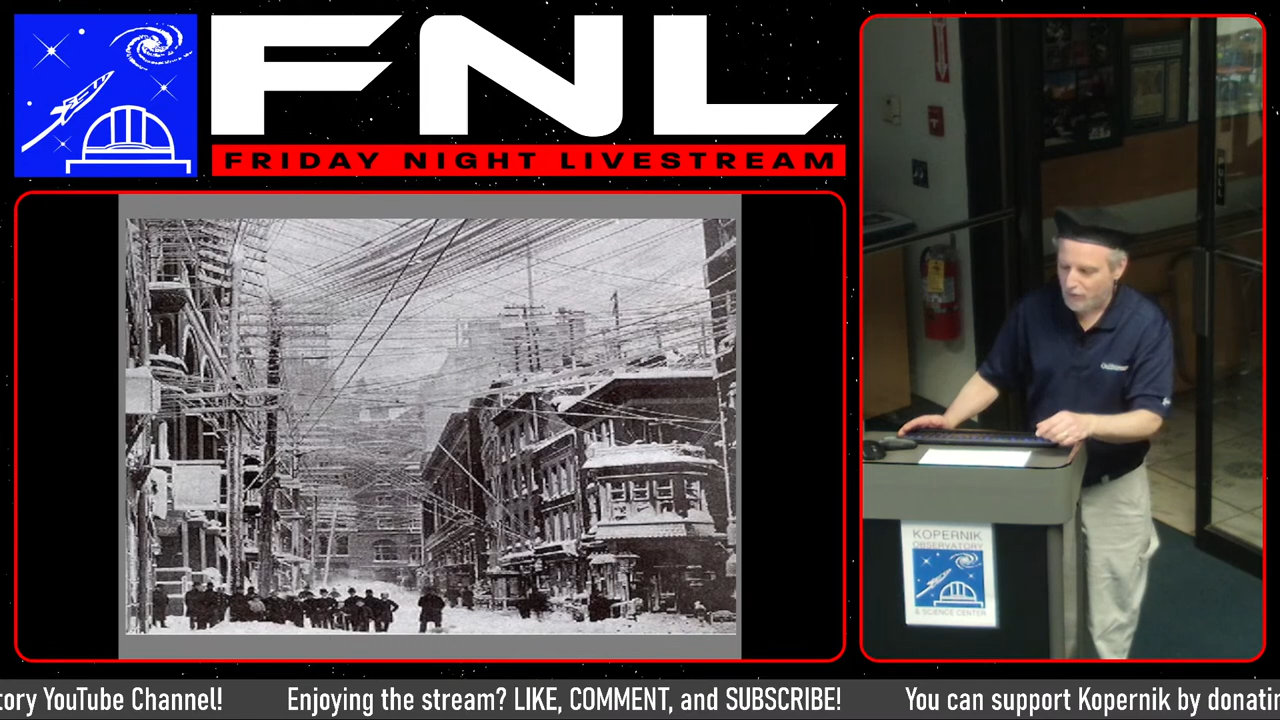 FNL
FRIDAY NIGHT LIVESTREAM
KOPERNIK
OBSERVATORY
& SCIENCE CENTER
PULL
tory YouTube Channel!
Enjoying the stream? LIKE, COMMENT, and SUBSCRIBE!
You can support Kopernik by donatin